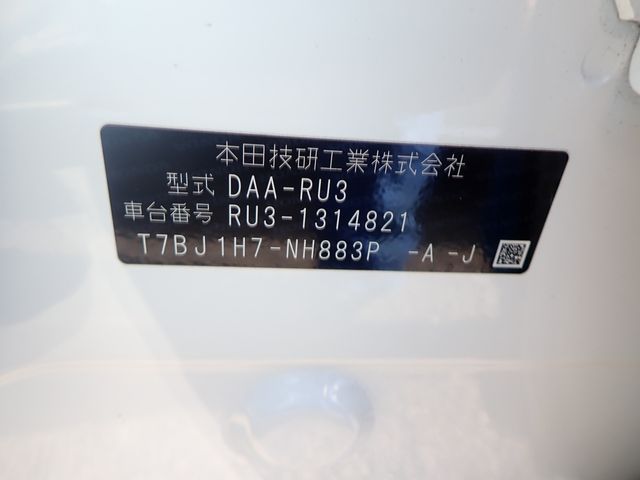 本田技研工業株式会社
型式 DAA-RU3
車台番号 RU3-1314821
T7BJ1H7-NH883P -A -J